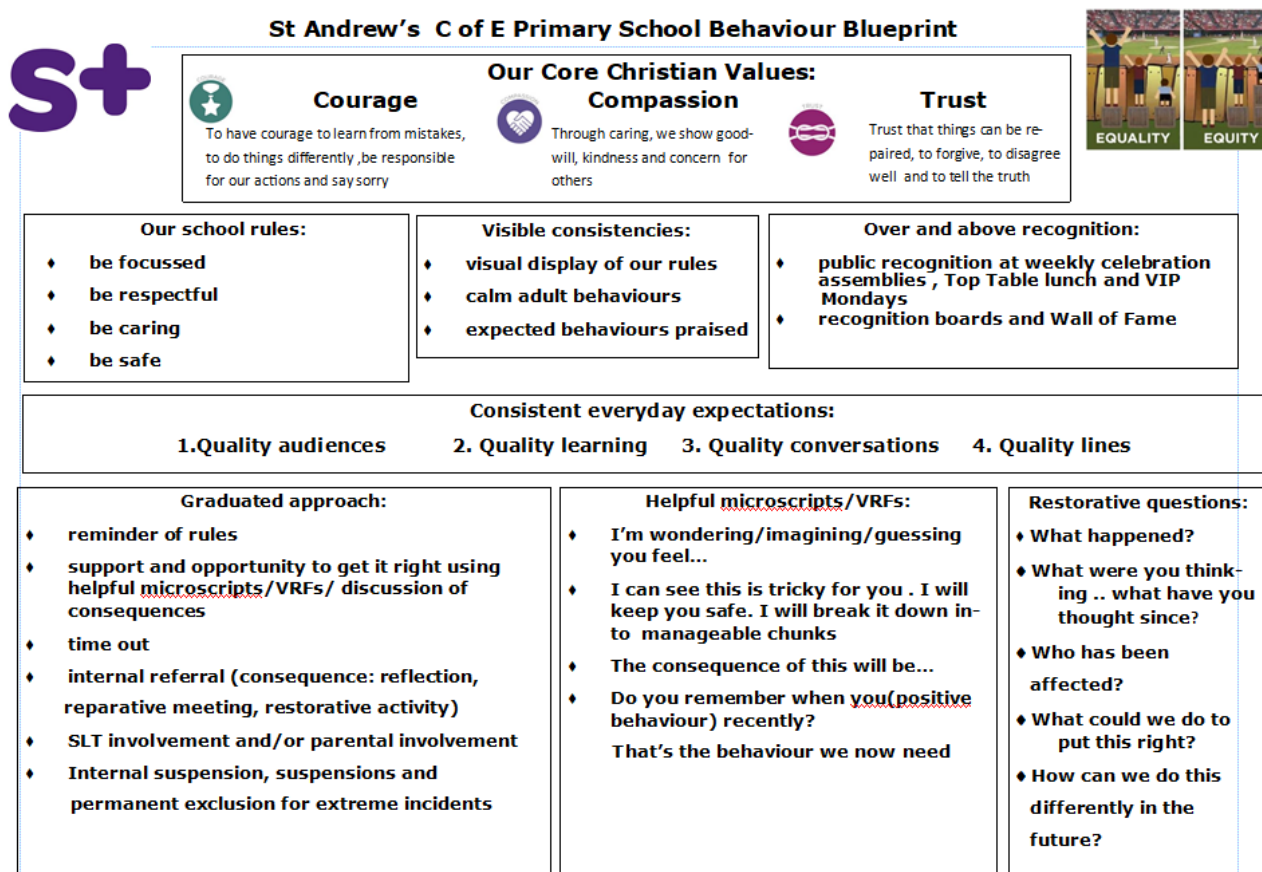 St Andrew’s C of E Primary School Behaviour Blueprint
St
EQUALITY
EQUITY
Our Core Christian Values:
COURAGE
Courage
To have courage to learn from mistakes,
to do things differently ,be responsible
for our actions and say sorry
COMPASSION
Compassion
Through caring, we show good-
will, kindness and concern for
others
TRUST
Trust
Trust that things can be re-
paired, to forgive, to disagree
well and to tell the truth
Our school rules:
♦ be focussed
♦ be respectful
♦ be caring
♦ be safe
Visible consistencies:
♦ visual display of our rules
♦ calm adult behaviours
♦ expected behaviours praised
Over and above recognition:
♦ public recognition at weekly celebration
assemblies , Top Table lunch and VIP
Mondays
♦ recognition boards and Wall of Fame
Consistent everyday expectations:
1.Quality audiences 2. Quality learning 3. Quality conversations 4. Quality lines
Graduated approach:
♦ reminder of rules
♦ support and opportunity to get it right using
helpful microscripts/VRFs/ discussion of
consequences
♦ time out
♦ internal referral (consequence: reflection,
reparative meeting, restorative activity)
♦ SLT involvement and/or parental involvement
♦ Internal suspension, suspensions and
permanent exclusion for extreme incidents
Helpful microscripts/VRFs:
♦ I’m wondering/imagining/guessing
you feel…
♦ I can see this is tricky for you . I will
keep you safe. I will break it down in-
to manageable chunks
♦ The consequence of this will be…
♦ Do you remember when you(positive
behaviour) recently?
That’s the behaviour we now need
Restorative questions:
♦ What happened?
♦ What were you think-
ing .. what have you
thought since?
♦ Who has been
affected?
♦ What could we do to
put this right?
♦ How can we do this
differently in the
future?